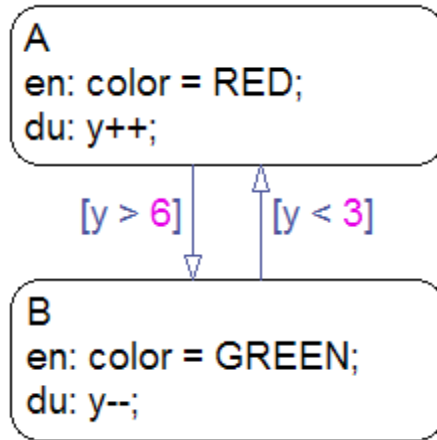 A
en: color = RED;
du: y++;
[y > 6] [y < 3]
B
en: color = GREEN;
du: y--;